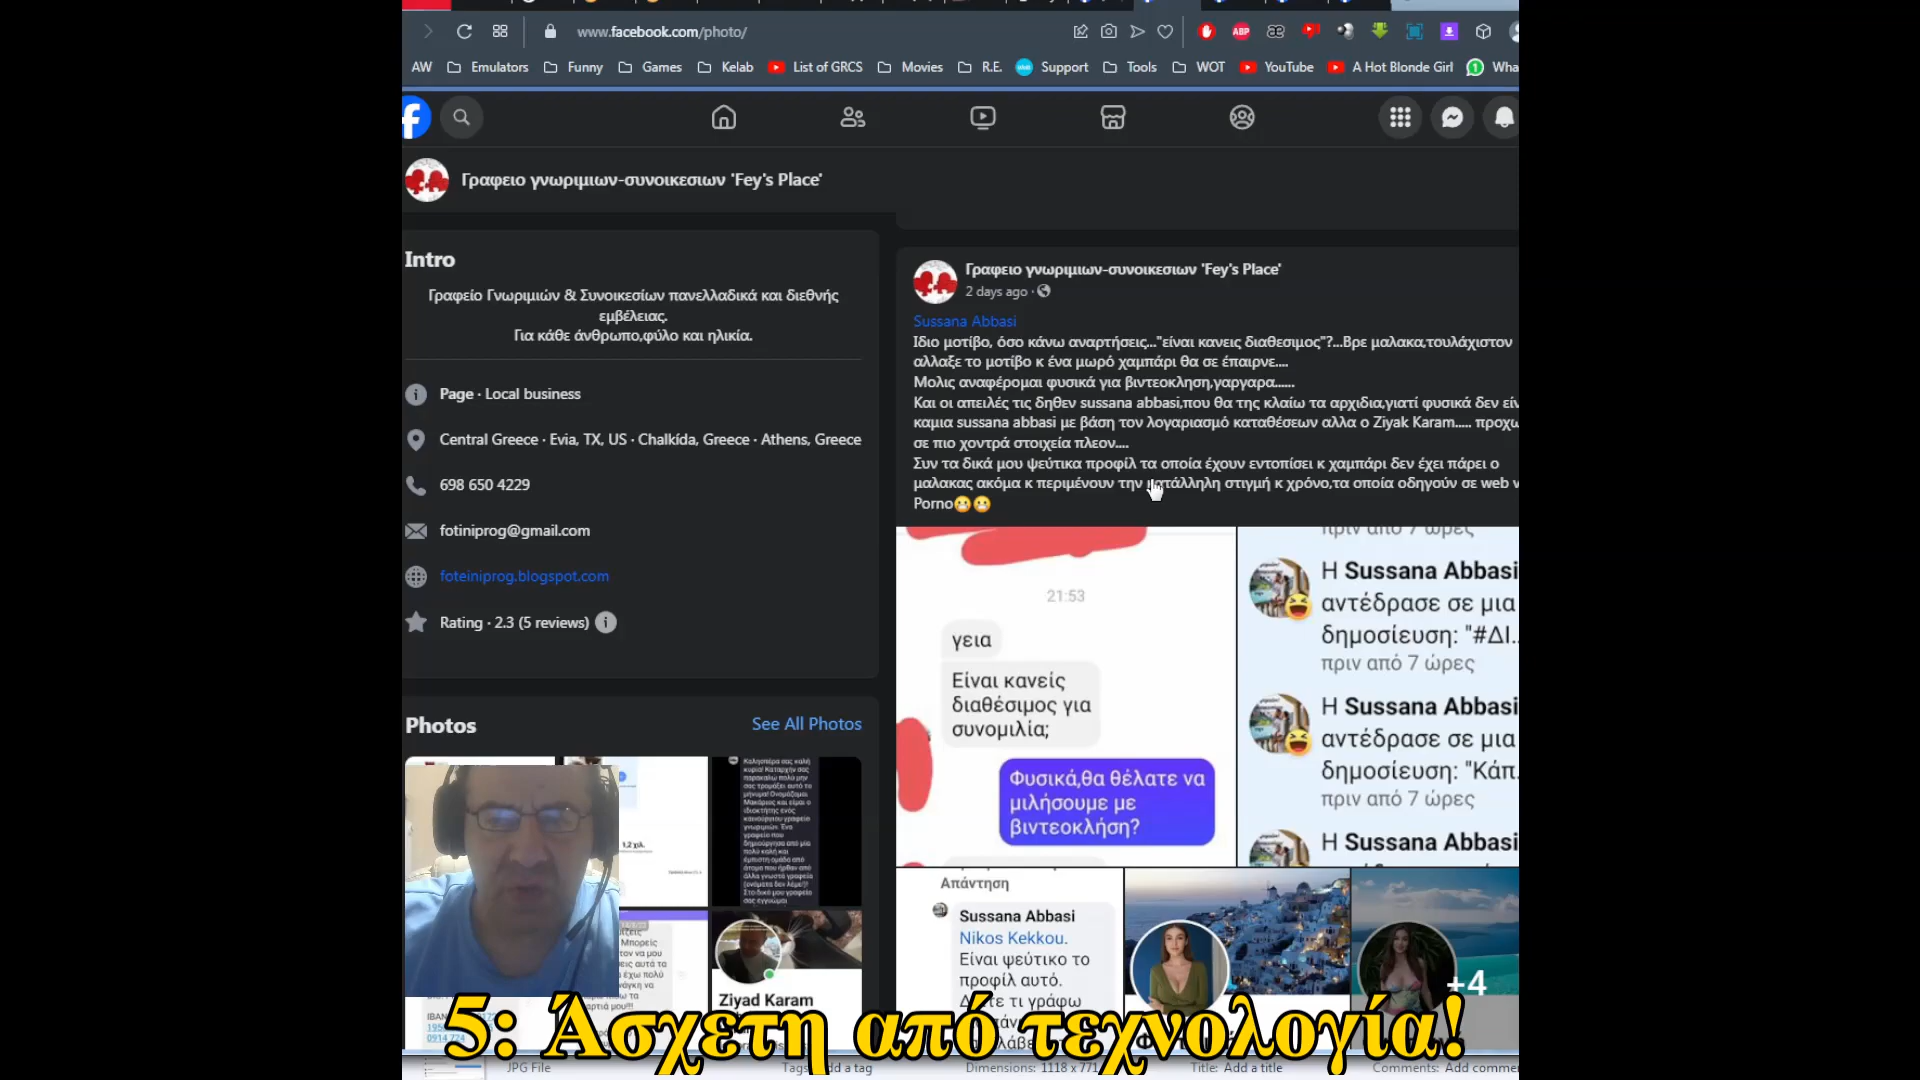 www.facebook.com/photo/
AW Emulators Funny Games Kelab List of GRCS Movies R.E. Support Tools WOT YouTube A Hot Blonde Girl
Γραφειο γνωριμιων-συνοικεσιων 'Fey's Place'
Intro
Γραφείο Γνωριμιών & Συνοικεσίων πανελλαδικά και διεθνής
εμβέλειας.
Για κάθε άνθρωπο,φύλο και ηλικία.
Page · Local business
Central Greece · Evia, TX, US · Chalkída, Greece · Athens, Greece
698 650 4229
fotiniprog@gmail.com
foteiniprog.blogspot.com
Rating · 2.3 (5 reviews)
Photos See All Photos
Ziyad Karam
Γραφειο γνωριμιων-συνοικεσιων 'Fey's Place'
2 days ago ·
Sussana Abbasi
Ιδιο μοτίβο, όσο κάνω αναρτήσεις..."είναι κανεις διαθεσιμος"?...Βρε μαλακα,τουλάχιστον
αλλαξε το μοτίβο κ ένα μωρό χαμπάρι θα σε έπαιρνε....
Μολις αναφέρομαι φυσικά για βιντεοκληση,γαργαρα......
Και οι απειλές τις δηθεν sussana abbasi,που θα της κλαίω τα αρχιδια,γιατί φυσικά δεν είν
καμια sussana abbasi με βάση τον λογαριασμό καταθέσεων αλλα ο Ziyak Karam..... προχω
σε πιο χοντρά στοιχεία πλεον....
Συν τα δικά μου ψεύτικα προφίλ τα οποία έχουν εντοπίσει κ χαμπάρι δεν έχει πάρει ο
μαλακας ακόμα κ περιμένουν την κατάλληλη στιγμή κ χρόνο,τα οποία οδηγούν σε web
Porno😬😬
21:53
γεια
Είναι κανείς
διαθέσιμος για
συνομιλία;
Φυσικά,θα θέλατε να
μιλήσουμε με
βιντεοκλήση?
πριν από 7 ώρες
Η Sussana Abbasi
αντέδρασε σε μια
δημοσίευση: "#ΔΙ...
πριν από 7 ώρες
Η Sussana Abbasi
αντέδρασε σε μια
δημοσίευση: "Κάπ...
πριν από 7 ώρες
Η Sussana Abbasi
Απάντηση
Sussana Abbasi
Nikos Kekkou.
Είναι ψεύτικο το
προφίλ αυτό.
+4
5: Άσχετη από τεχνολογία!
JPG File Tags: Add a tag Dimensions: 1118 x 771 Title: Add a title Comments: Add comme